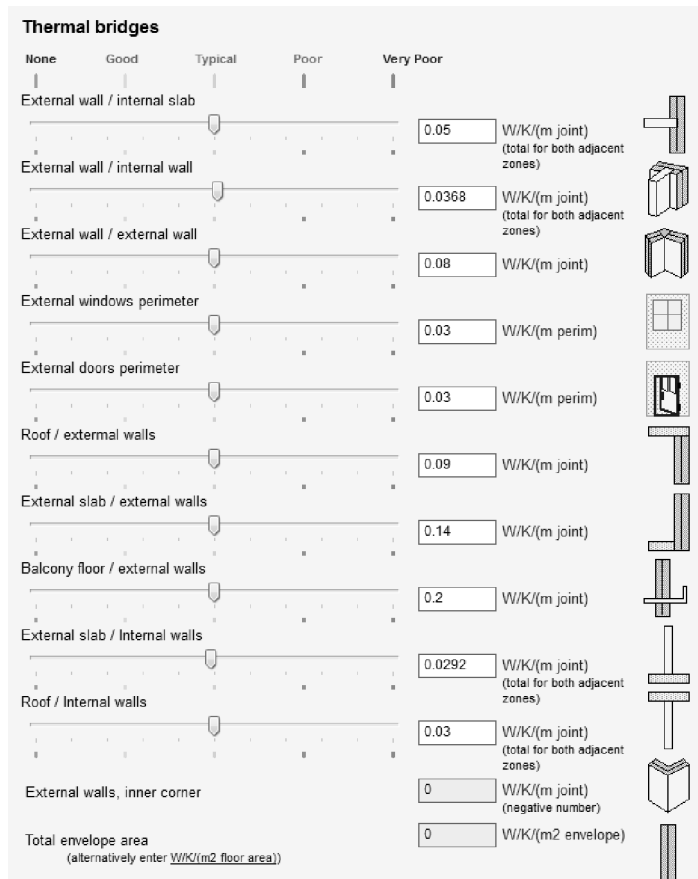 Thermal bridges
None Good Typical Poor Very Poor
External wall / internal slab
0.05 W/K/(m joint)
(total for both adjacent
zones)
External wall / internal wall
0.0368 W/K/(m joint)
(total for both adjacent
zones)
External wall / external wall
0.08 W/K/(m joint)
External windows perimeter
0.03 W/K/(m perim)
External doors perimeter
0.03 W/K/(m perim)
Roof / extermal walls
0.09 W/K/(m joint)
External slab / external walls
0.14 W/K/(m joint)
Balcony floor / external walls
0.2 W/K/(m joint)
External slab / Internal walls
0.0292 W/K/(m joint)
(total for both adjacent
zones)
Roof / Internal walls
0.03 W/K/(m joint)
(total for both adjacent
zones)
External walls, inner corner 0 W/K/(m joint)
(negative number)
Total envelope area 0 W/K/(m2 envelope)
(alternatively enter W/K/(m2 floor area))